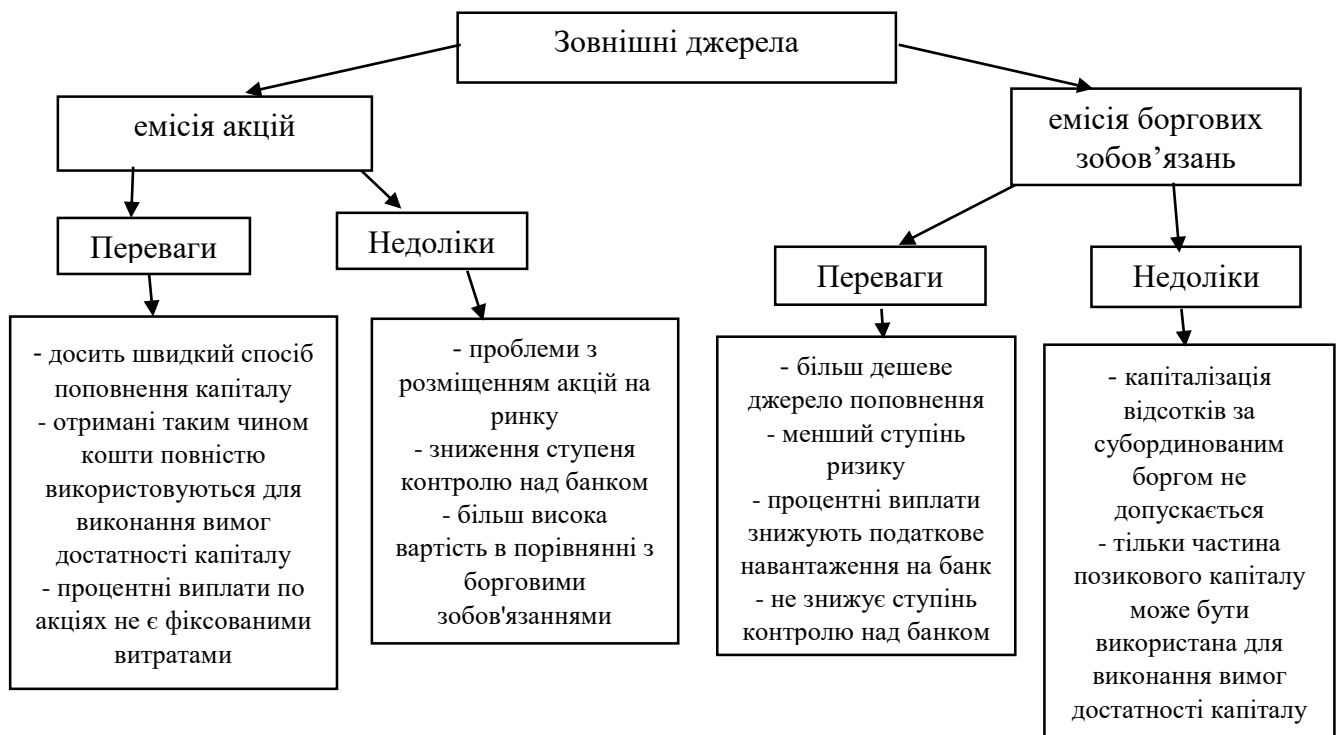 Зовнішні джерела
емісія акцій
емісія боргових
зобов’язань
Переваги
Недоліки
Переваги
Недоліки
- досить швидкий спосіб
поповнення капіталу
- отримані таким чином
кошти повністю
використовуються для
виконання вимог
достатності капіталу
- процентні виплати по
акціях не є фіксованими
витратами
- проблеми з
розміщенням акцій на
ринку
- зниження ступеня
контролю над банком
- більш висока
вартість в порівнянні з
борговими
зобов'язаннями
- більш дешеве
джерело поповнення
- менший ступінь
ризику
- процентні виплати
знижують податкове
навантаження на банк
- не знижує ступінь
контролю над банком
- капіталізація
відсотків за
субординованим
боргом не
допускається
- тільки частина
позикового капіталу
може бути
використана для
виконання вимог
достатності капіталу